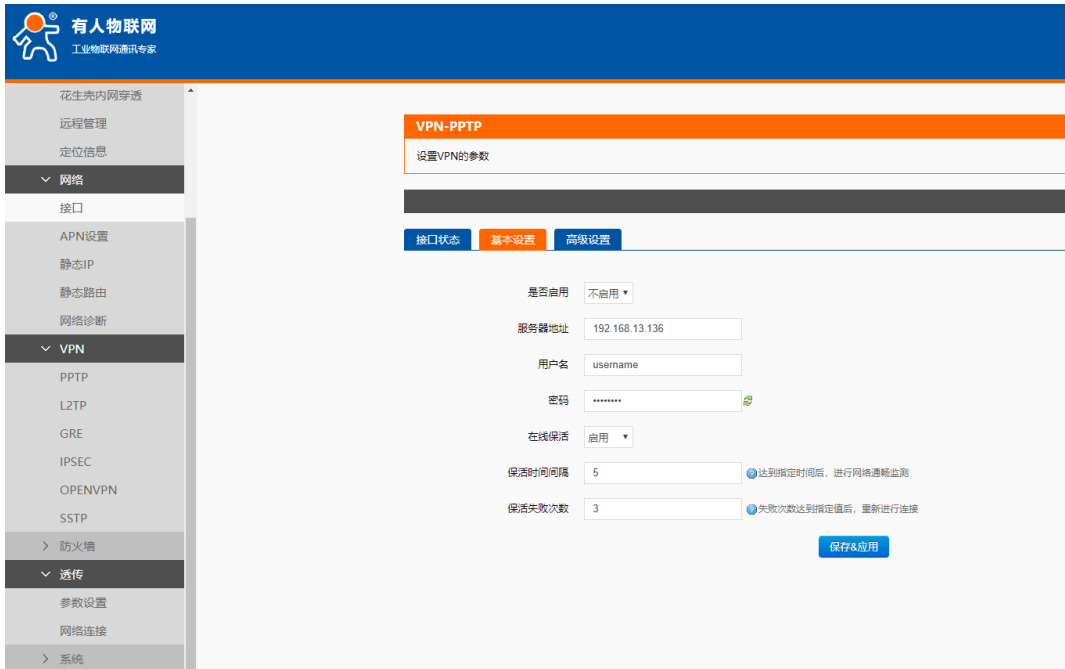 有人物联网
®
工业物联网通讯专家
花生壳内网穿透
远程管理
定位信息
网络
接口
APN设置
静态IP
静态路由
网络诊断
VPN
PPTP
L2TP
GRE
IPSEC
OPENVPN
SSTP
防火墙
透传
参数设置
网络连接
系统
VPN-PPTP
设置VPN的参数
接口状态 基本设置 高级设置
是否启用 不启用
服务器地址 192.168.13.136
用户名 username
密码 ••••••••
在线保活 启用
保活时间间隔 5 达到指定时间后，进行网络通畅监测
保活失败次数 3 失败次数达到指定值后，重新进行连接
保存&应用